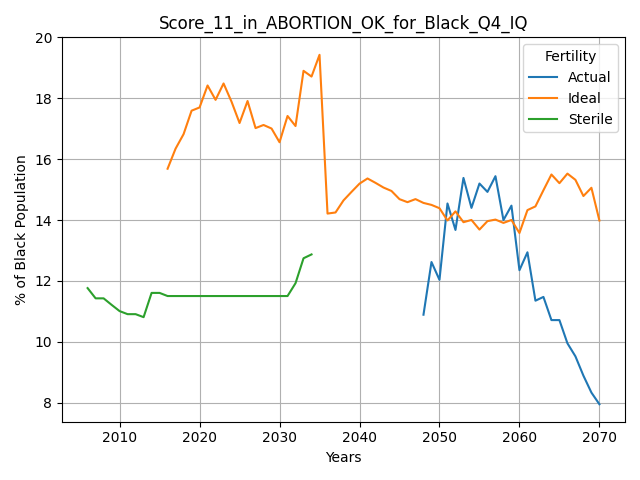 Score_11_in_ABORTION_OK_for_Black_Q4_IQ
Fertility
Actual
Ideal
Sterile
% of Black Population
20
18
16
14
12
10
8
2010 2020 2030 2040 2050 2060 2070
Years